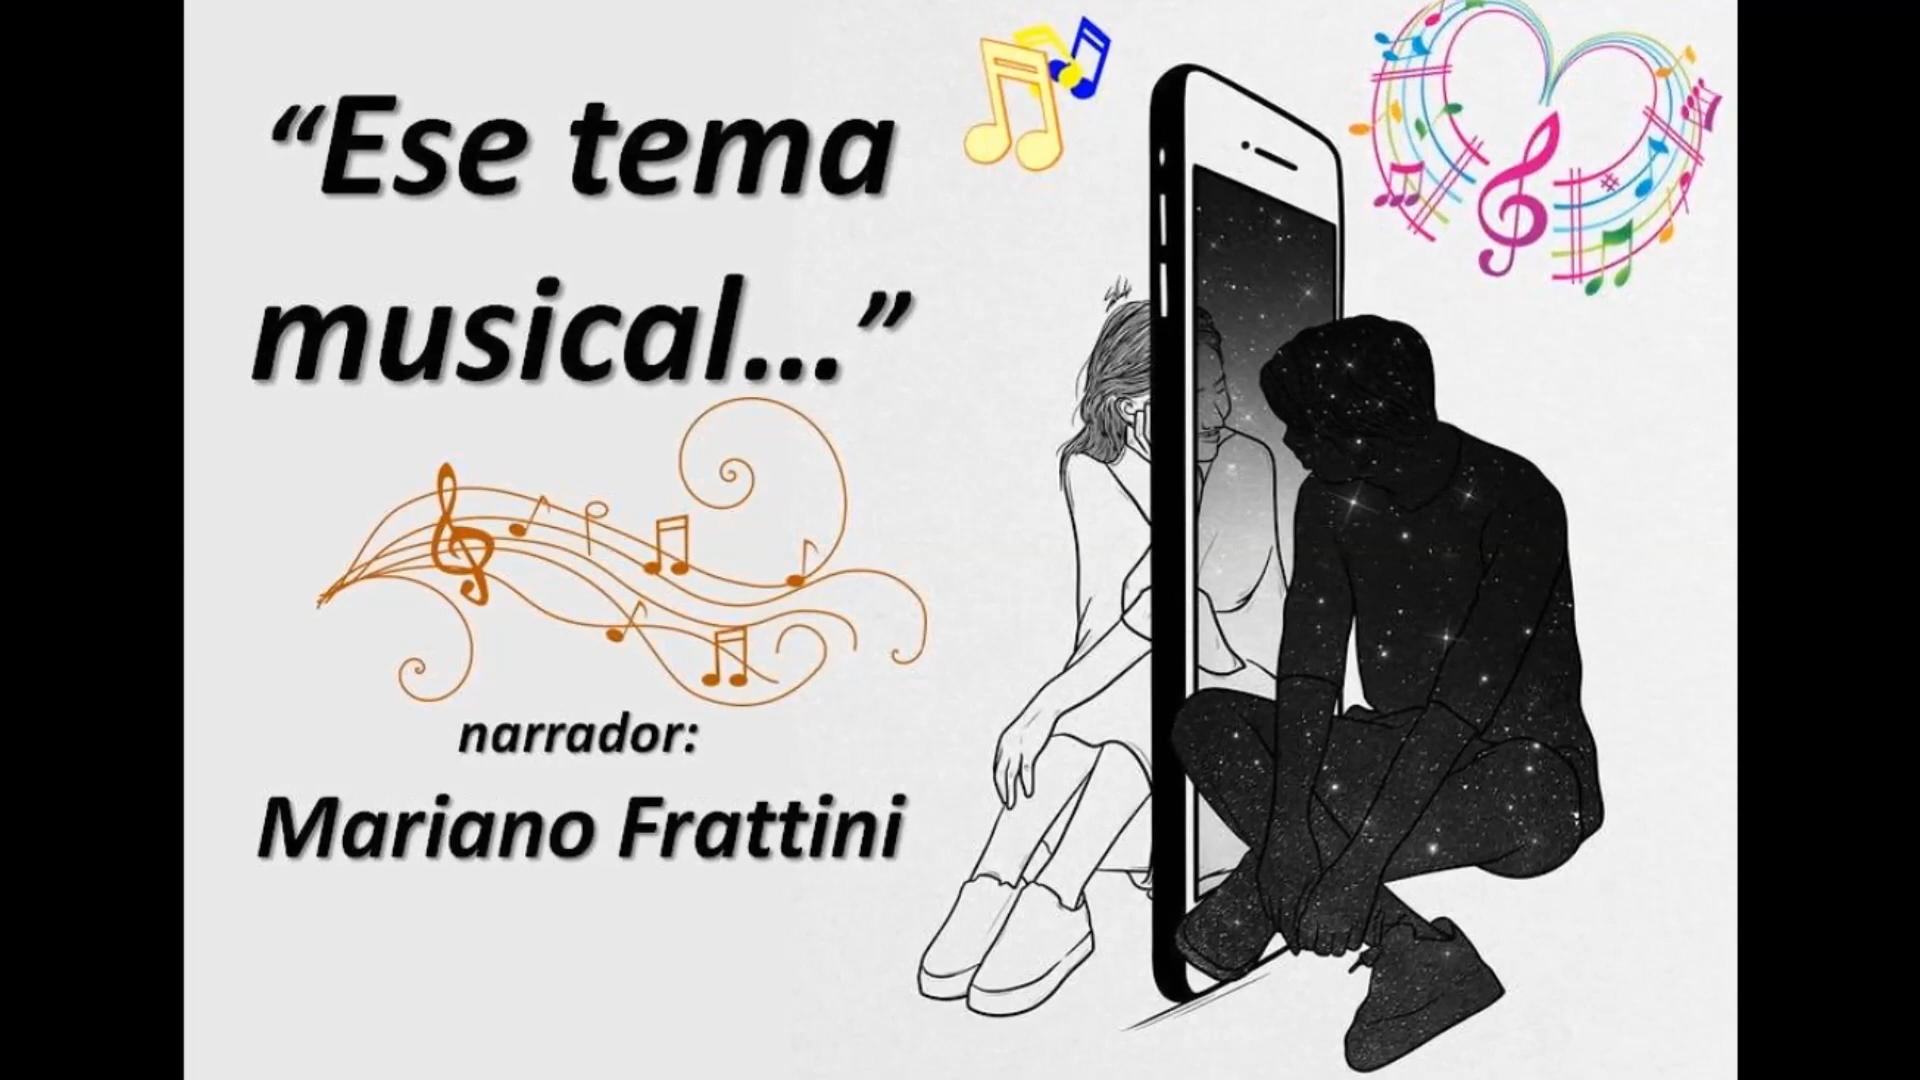 “Ese tema
musical...”
narrador:
Mariano Frattini